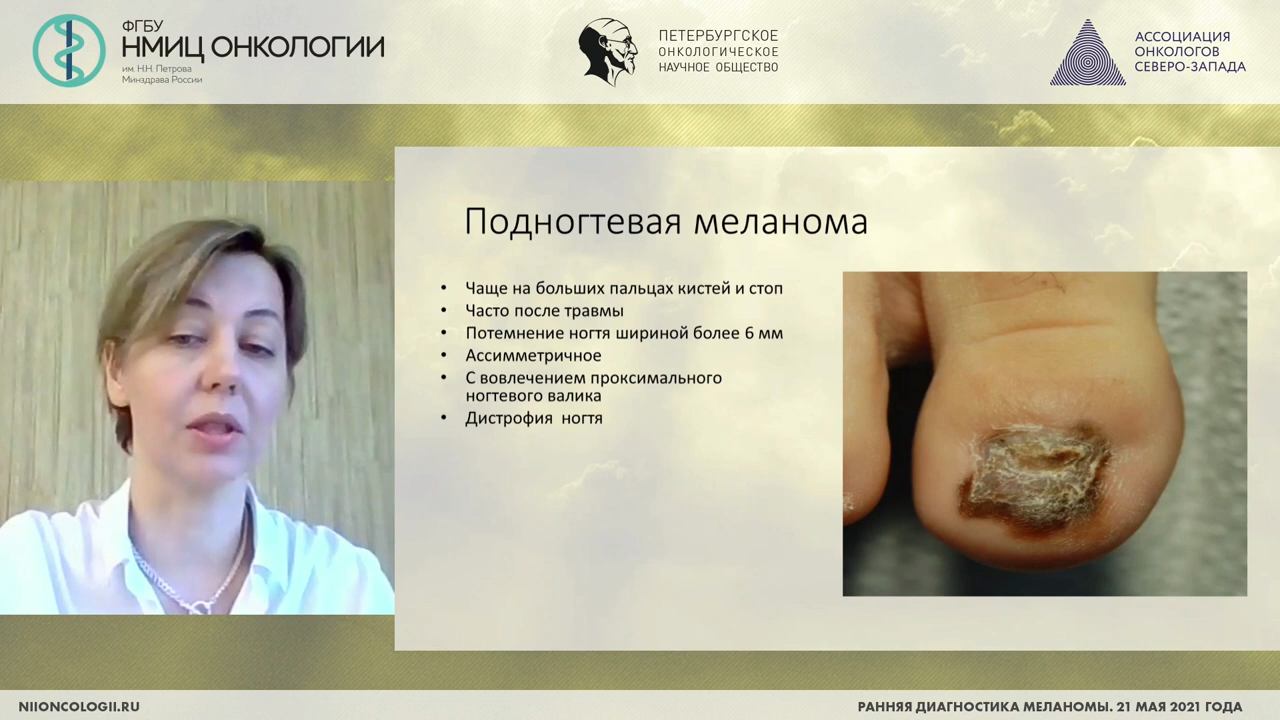 ФГБУ
НМИЦ ОНКОЛОГИИ
им. Н.Н. Петрова
Минздрава России
ПЕТЕРБУРГСКОЕ
ОНКОЛОГИЧЕСКОЕ
НАУЧНОЕ ОБЩЕСТВО
АССОЦИАЦИЯ
ОНКОЛОГОВ
СЕВЕРО-ЗАПАДА
Подногтевая меланома
• Чаще на больших пальцах кистей и стоп
• Часто после травмы
• Потемнение ногтя шириной более 6 мм
• Ассимметричное
• С вовлечением проксимального
ногтевого валика
• Дистрофия ногтя
NIIONCOLOGII.RU
РАННЯЯ ДИАГНОСТИКА МЕЛАНОМЫ. 21 МАЯ 2021 ГОДА